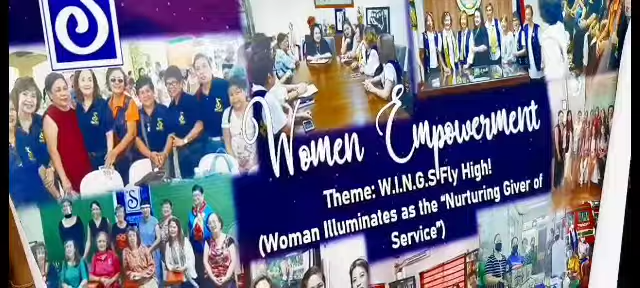 S
Women Empowerment
Theme: W.I.N.G.S Fly High!
(Woman Illuminates as the "Nurturing Giver of
Service")
S